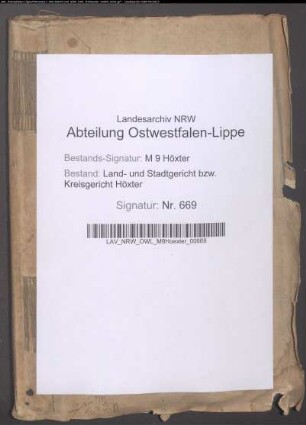 Landesarchiv NRW
Abteilung Ostwestfalen-Lippe
Bestands-Signatur: M 9 Höxter
Bestand: Land- und Stadtgericht bzw.
Kreisgericht Höxter
Signatur: Nr. 669
LAV_NRW_OWL_M9Hoexter_00669